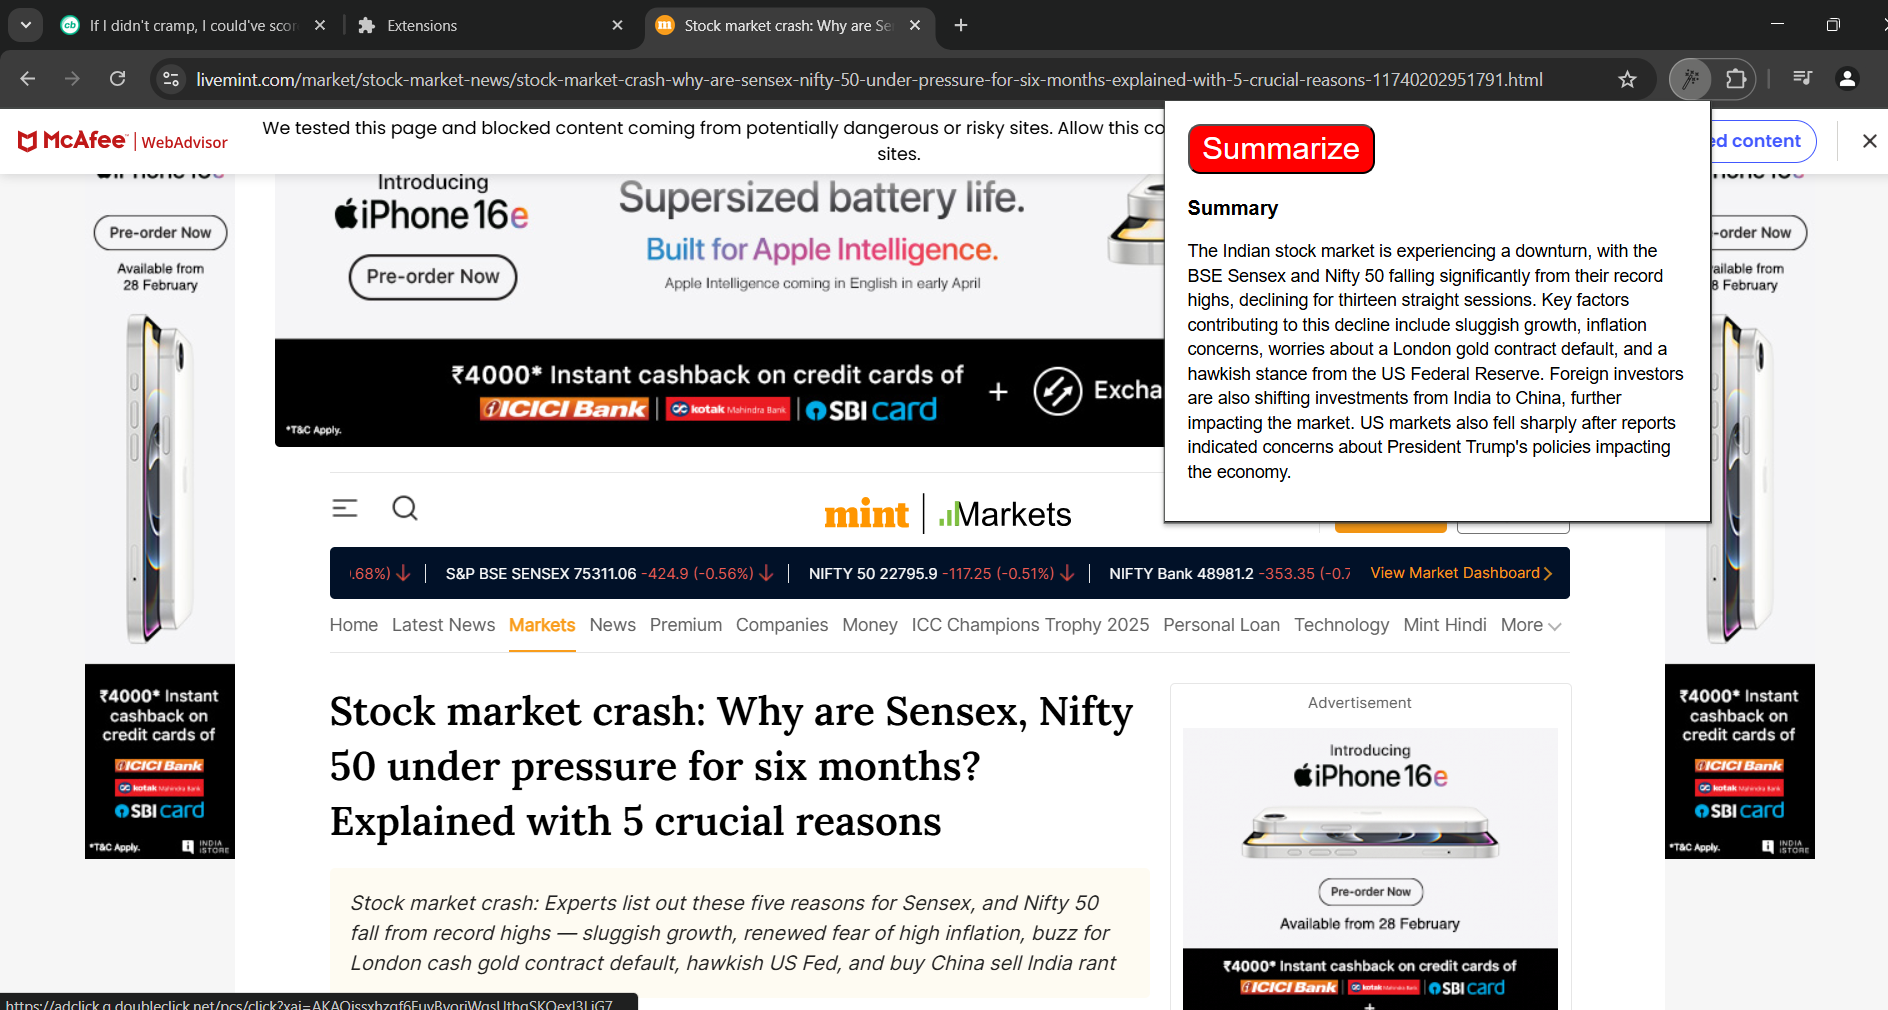 If I didn't cramp, I could've scor
Extensions
Stock market crash: Why are Se
livemint.com/market/stock-market-news/stock-market-crash-why-are-sensex-nifty-50-under-pressure-for-six-months-explained-with-5-crucial-reasons-11740202951791.html
McAfee | WebAdvisor
We tested this page and blocked content coming from potentially dangerous or risky sites. Allow this co
sites.
ed content
Summarize
Summary
The Indian stock market is experiencing a downturn, with the
BSE Sensex and Nifty 50 falling significantly from their record
highs, declining for thirteen straight sessions. Key factors
contributing to this decline include sluggish growth, inflation
concerns, worries about a London gold contract default, and a
hawkish stance from the US Federal Reserve. Foreign investors
are also shifting investments from India to China, further
impacting the market. US markets also fell sharply after reports
indicated concerns about President Trump's policies impacting
the economy.
Pre-order Now
Available from
28 February
₹4000* Instant
cashback on
credit cards of
ICICI Bank
kotak Mahindra Bank
SBI card
*T&C Apply.
INDIA
iSTORE
Introducing
iPhone 16e
Pre-order Now
Supersized battery life.
Built for Apple Intelligence.
Apple Intelligence coming in English in early April
₹4000* Instant cashback on credit cards of
ICICI Bank | kotak Mahindra Bank | SBI card
+ Excha
*T&C Apply.
-order Now
ailable from
8 February
₹4000* Instant
cashback on
credit cards of
ICICI Bank
kotak Mahindra Bank
SBI card
*T&C Apply.
INDIA
iSTORE
mint | Markets
.68%) | S&P BSE SENSEX 75311.06 -424.9 (-0.56%) | NIFTY 50 22795.9 -117.25 (-0.51%) | NIFTY Bank 48981.2 -353.35 (-0.7 View Market Dashboard
Home Latest News Markets News Premium Companies Money ICC Champions Trophy 2025 Personal Loan Technology Mint Hindi More
Stock market crash: Why are Sensex, Nifty
50 under pressure for six months?
Explained with 5 crucial reasons
Stock market crash: Experts list out these five reasons for Sensex, and Nifty 50
fall from record highs — sluggish growth, renewed fear of high inflation, buzz for
London cash gold contract default, hawkish US Fed, and buy China sell India rant
Advertisement
Introducing
iPhone 16e
Pre-order Now
Available from 28 February
₹4000* Instant cashback on credit cards of
ICICI Bank | kotak Mahindra Bank | SBI card
+